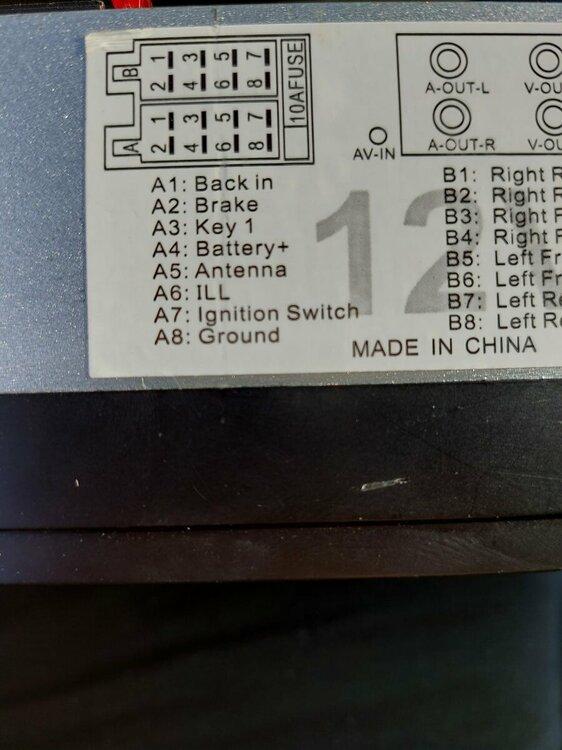 B 1 3 5 7
2 4 6 8
A 1 3 5 7
2 4 6 8
10AFUSE
A-OUT-L
A-OUT-R
AV-IN
A1: Back in
A2: Brake
A3: Key 1
A4: Battery+
A5: Antenna
A6: ILL
A7: Ignition Switch
A8: Ground
12
B1: Right
B2: Right
B3: Right
B4: Right
B5: Left
B6: Left
B7: Left
B8: Left
MADE IN CHINA